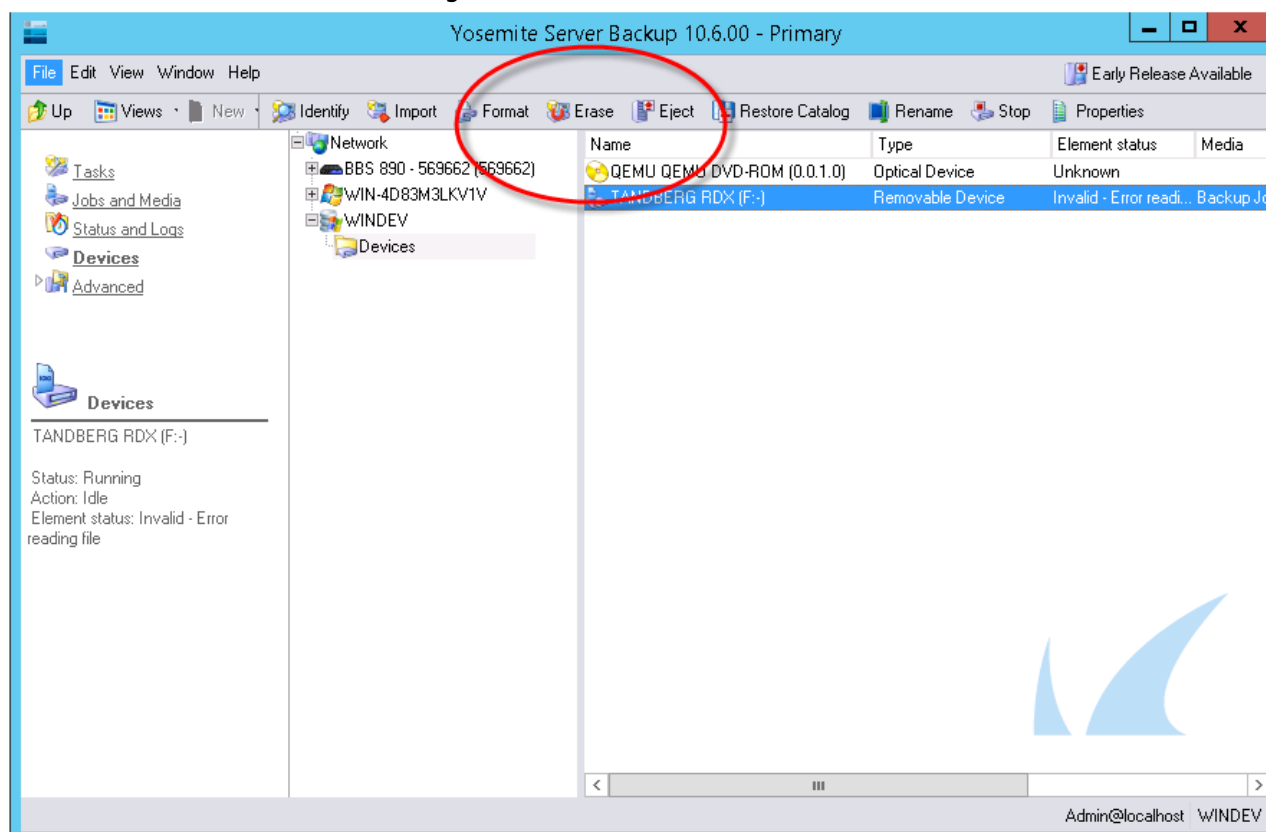 Yosemite Server Backup 10.6.00 - Primary
File Edit View Window Help Early Release Available
Up Views New Identify Import Format Erase Eject Restore Catalog Rename Stop Properties
Tasks
Jobs and Media
Status and Logs
Devices
Advanced
Devices
TANDBERG RDX (F:-)
Status: Running
Action: Idle
Element status: Invalid - Error
reading file
Network
BBS 890 - 569662 (569662)
WIN-4D83M3LKV1V
WINDEV
Devices
Name Type Element status Media
QEMU QEMU DVD-ROM (0.0.1.0) Optical Device Unknown
TANDBERG RDX (F:-) Removable Device Invalid - Error readi... Backup Jo
Admin@localhost WINDEV